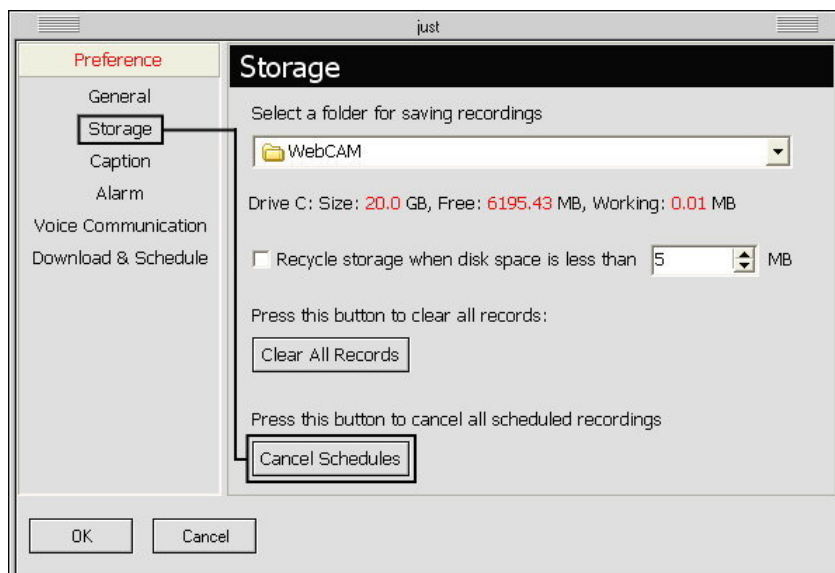 just
Preference
General
Storage
Caption
Alarm
Voice Communication
Download & Schedule
Storage
Select a folder for saving recordings
WebCAM
Drive C: Size: 20.0 GB, Free: 6195.43 MB, Working: 0.01 MB
Recycle storage when disk space is less than 5 MB
Press this button to clear all records:
Clear All Records
Press this button to cancel all scheduled recordings
Cancel Schedules
OK Cancel